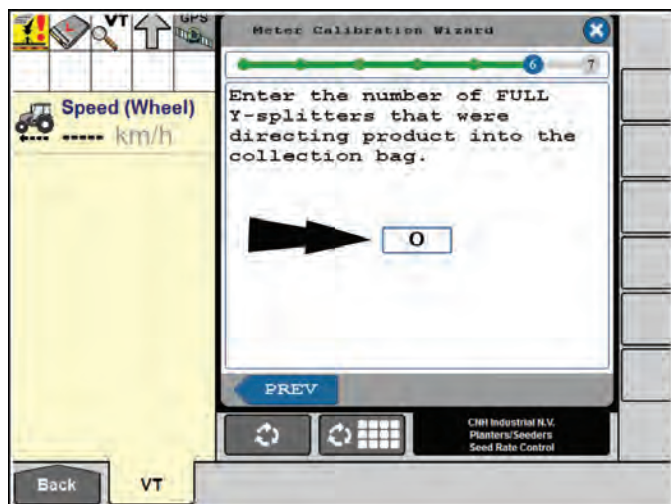 VT
GPS
Meter Calibration Wizard
6
7
Speed (Wheel)
----- km/h
Enter the number of FULL
Y-splitters that were
directing product into the
collection bag.
0
PREV
CNH Industrial N.V.
Planters/Seeders
Seed Rate Control
Back
VT